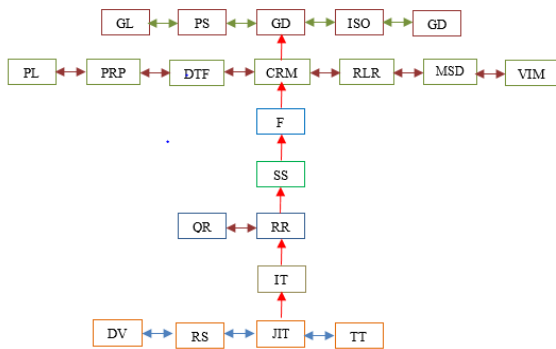 GL PS GD ISO GD
PL PRP DTF CRM RLR MSD VIM
F
SS
QR RR
IT
DV RS JIT TT